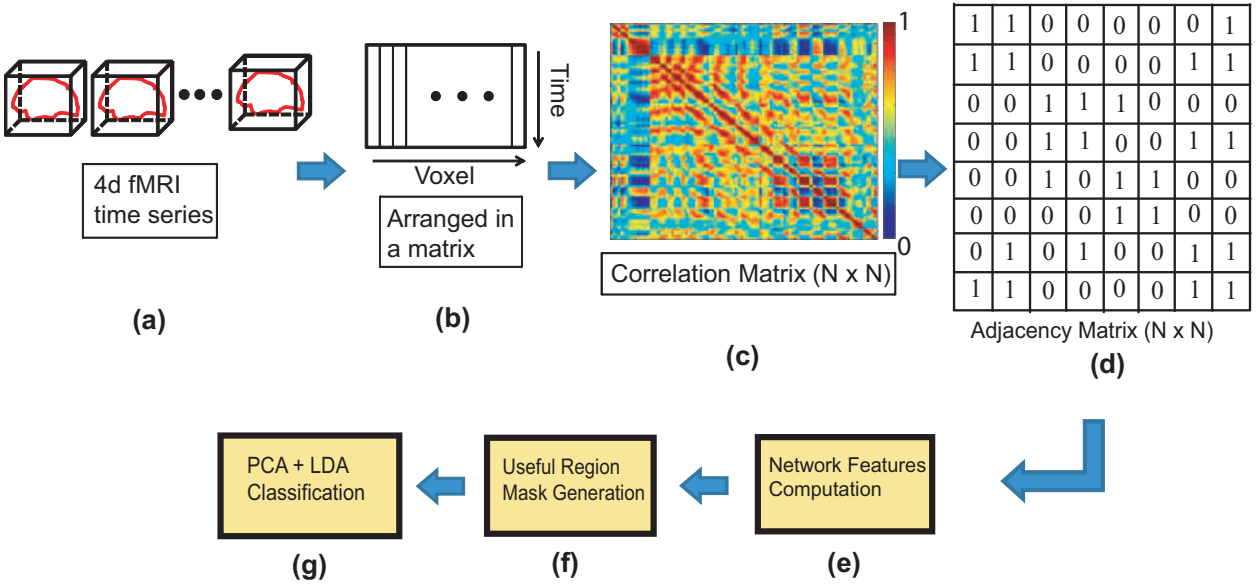 4d fMRI
time series
(a)
Time
Voxel
Arranged in
a matrix
(b)
1
0
Correlation Matrix (N x N)
(c)
1 1 0 0 0 0 0 1
1 1 0 0 0 0 1 1
0 0 1 1 1 0 0 0
0 0 1 1 0 0 1 1
0 0 1 0 1 1 0 0
0 0 0 0 1 1 0 0
0 1 0 1 0 0 1 1
1 1 0 0 0 0 1 1
Adjacency Matrix (N x N)
(d)
PCA + LDA
Classification
(g)
Useful Region
Mask Generation
(f)
Network Features
Computation
(e)